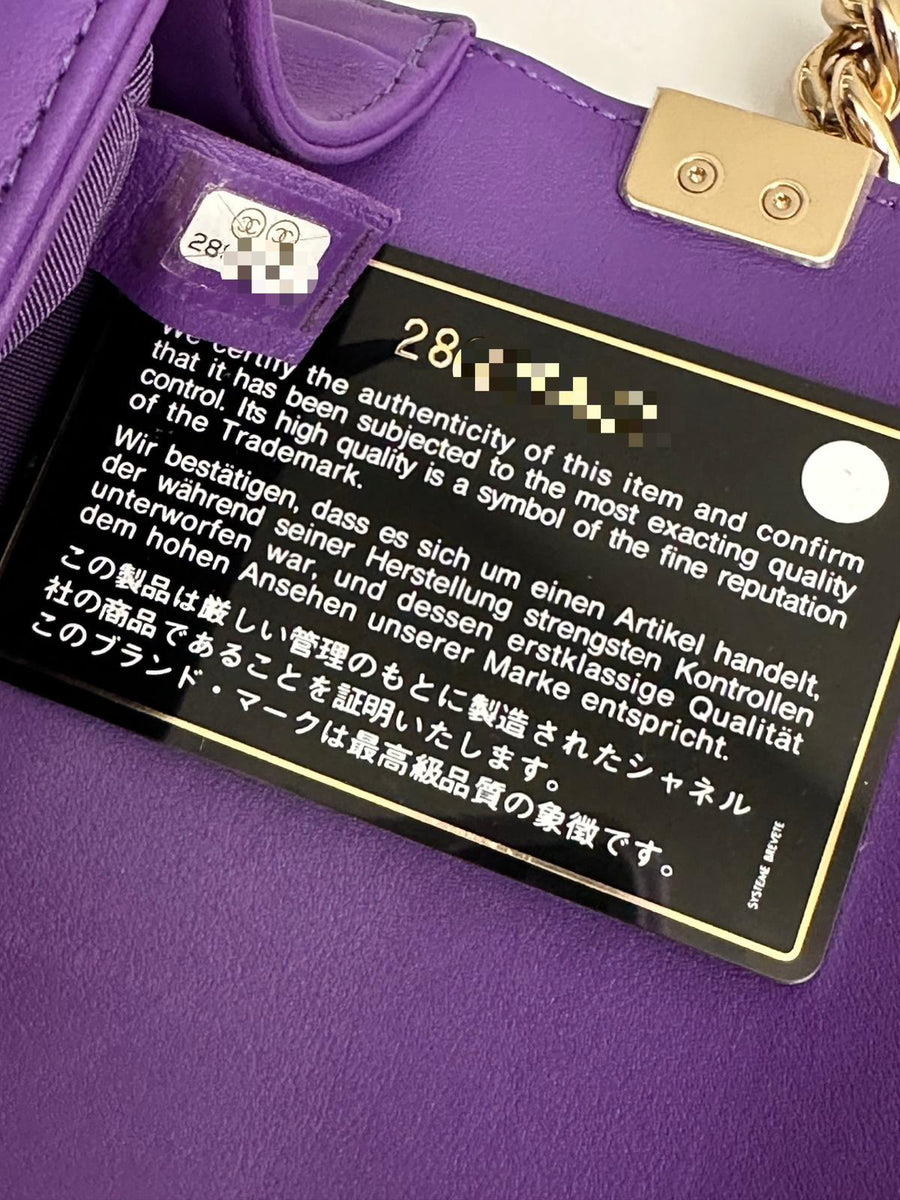 28
28
We certify the authenticity of this item and confirm
that it has been subjected to the most exacting quality
control. Its high quality is a symbol of the fine reputation
of the Trademark.
Wir bestätigen, dass es sich um einen Artikel handelt,
der während seiner Herstellung strengsten Kontrollen
unterworfen war, und dessen erstklassige Qualität
dem hohen Ansehen unserer Marke entspricht.
この製品は厳しい管理のもとに製造されたシャネル
社の商品であることを証明いたします。
このブランド・マークは最高級品質の象徴です。
SYSTEME BREVETE